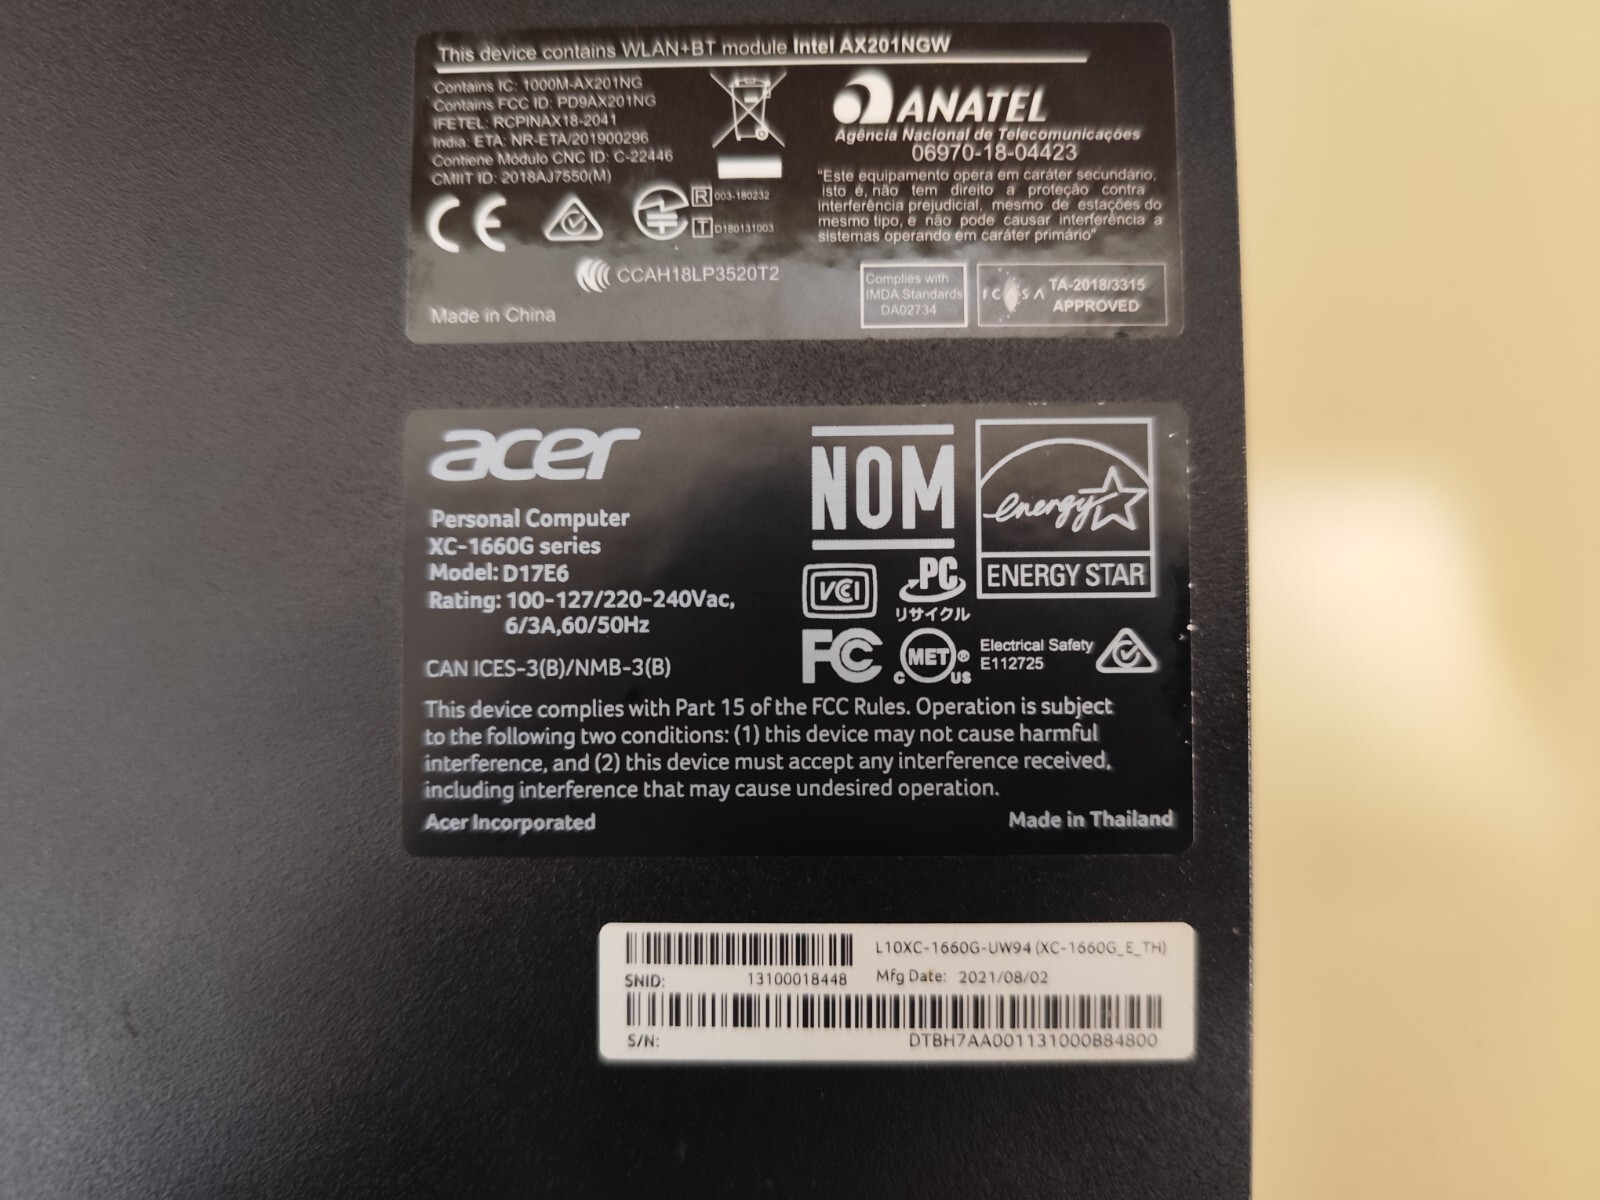 This device contains WLAN+BT module Intel AX201NGW
Contains IC: 1000M-AX201NG
Contains FCC ID: PD9AX201NG
IFETEL: RCPINAX18-2041
India: ETA: NR-ETA/201900296
Contiene Módulo CNC ID: C-22446
CMIIT ID: 2018AJ7550(M)
CE
R 003-180232
T D180131003
CCAH18LP3520T2
Made in China
ANATEL
Agência Nacional de Telecomunicações
06970-18-04423
"Este equipamento opera em caráter secundário,
isto é, não tem direito a proteção contra
interferência prejudicial, mesmo de estações do
mesmo tipo, e não pode causar interferência a
sistemas operando em caráter primário"
Complies with
IMDA Standards
DA02734
ICASA
TA-2018/3315
APPROVED
acer
Personal Computer
XC-1660G series
Model: D17E6
Rating: 100-127/220-240Vac,
6/3A,60/50Hz
CAN ICES-3(B)/NMB-3(B)
NOM
energy
ENERGY STAR
VCI
PC
リサイクル
FC
c MET ® US
Electrical Safety
E112725
This device complies with Part 15 of the FCC Rules. Operation is subject
to the following two conditions: (1) this device may not cause harmful
interference, and (2) this device must accept any interference received,
including interference that may cause undesired operation.
Acer Incorporated
Made in Thailand
L10XC-1660G-UW94 (XC-1660G_E_TH)
SNID: 13100018448 Mfg Date: 2021/08/02
S/N: DTBH7AA001131000B84800